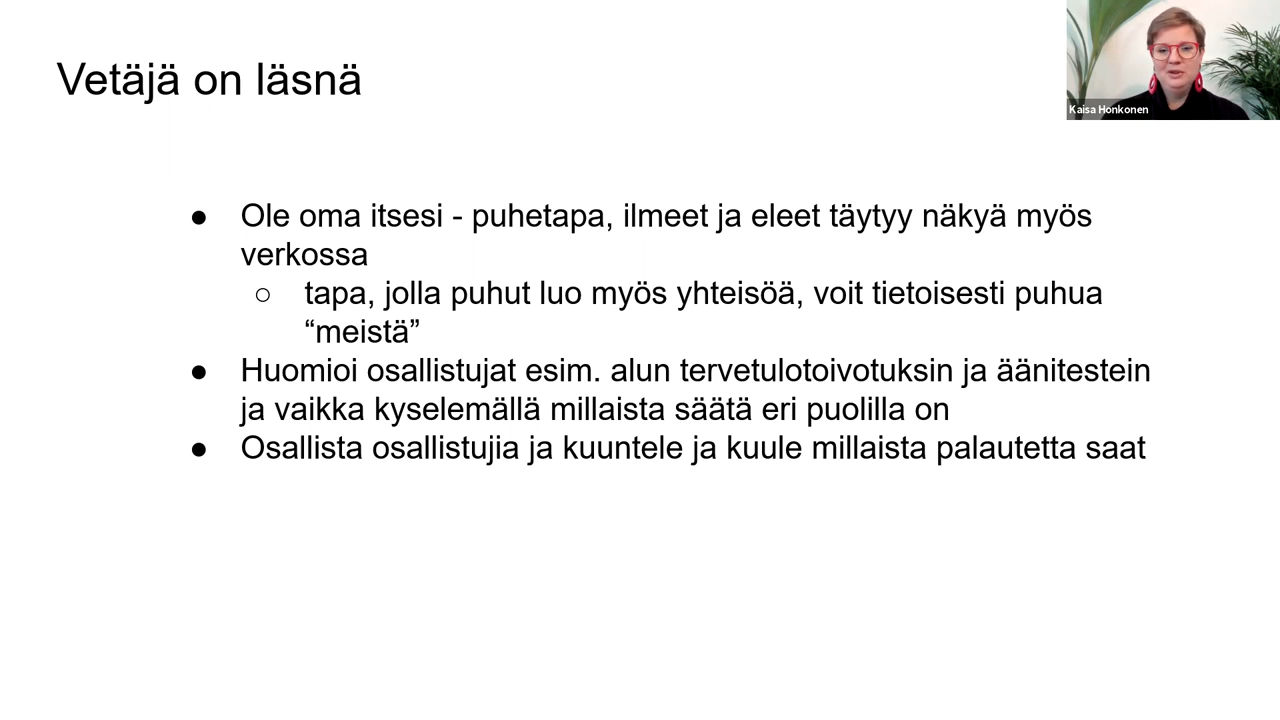 Vetäjä on läsnä
Kaisa Honkonen
● Ole oma itsesi - puhetapa, ilmeet ja eleet täytyy näkyä myös
verkossa
○ tapa, jolla puhut luo myös yhteisöä, voit tietoisesti puhua
“meistä”
● Huomioi osallistujat esim. alun tervetulotoivotuksin ja äänitestein
ja vaikka kyselemällä millaista säätä eri puolilla on
● Osallista osallistujia ja kuuntele ja kuule millaista palautetta saat